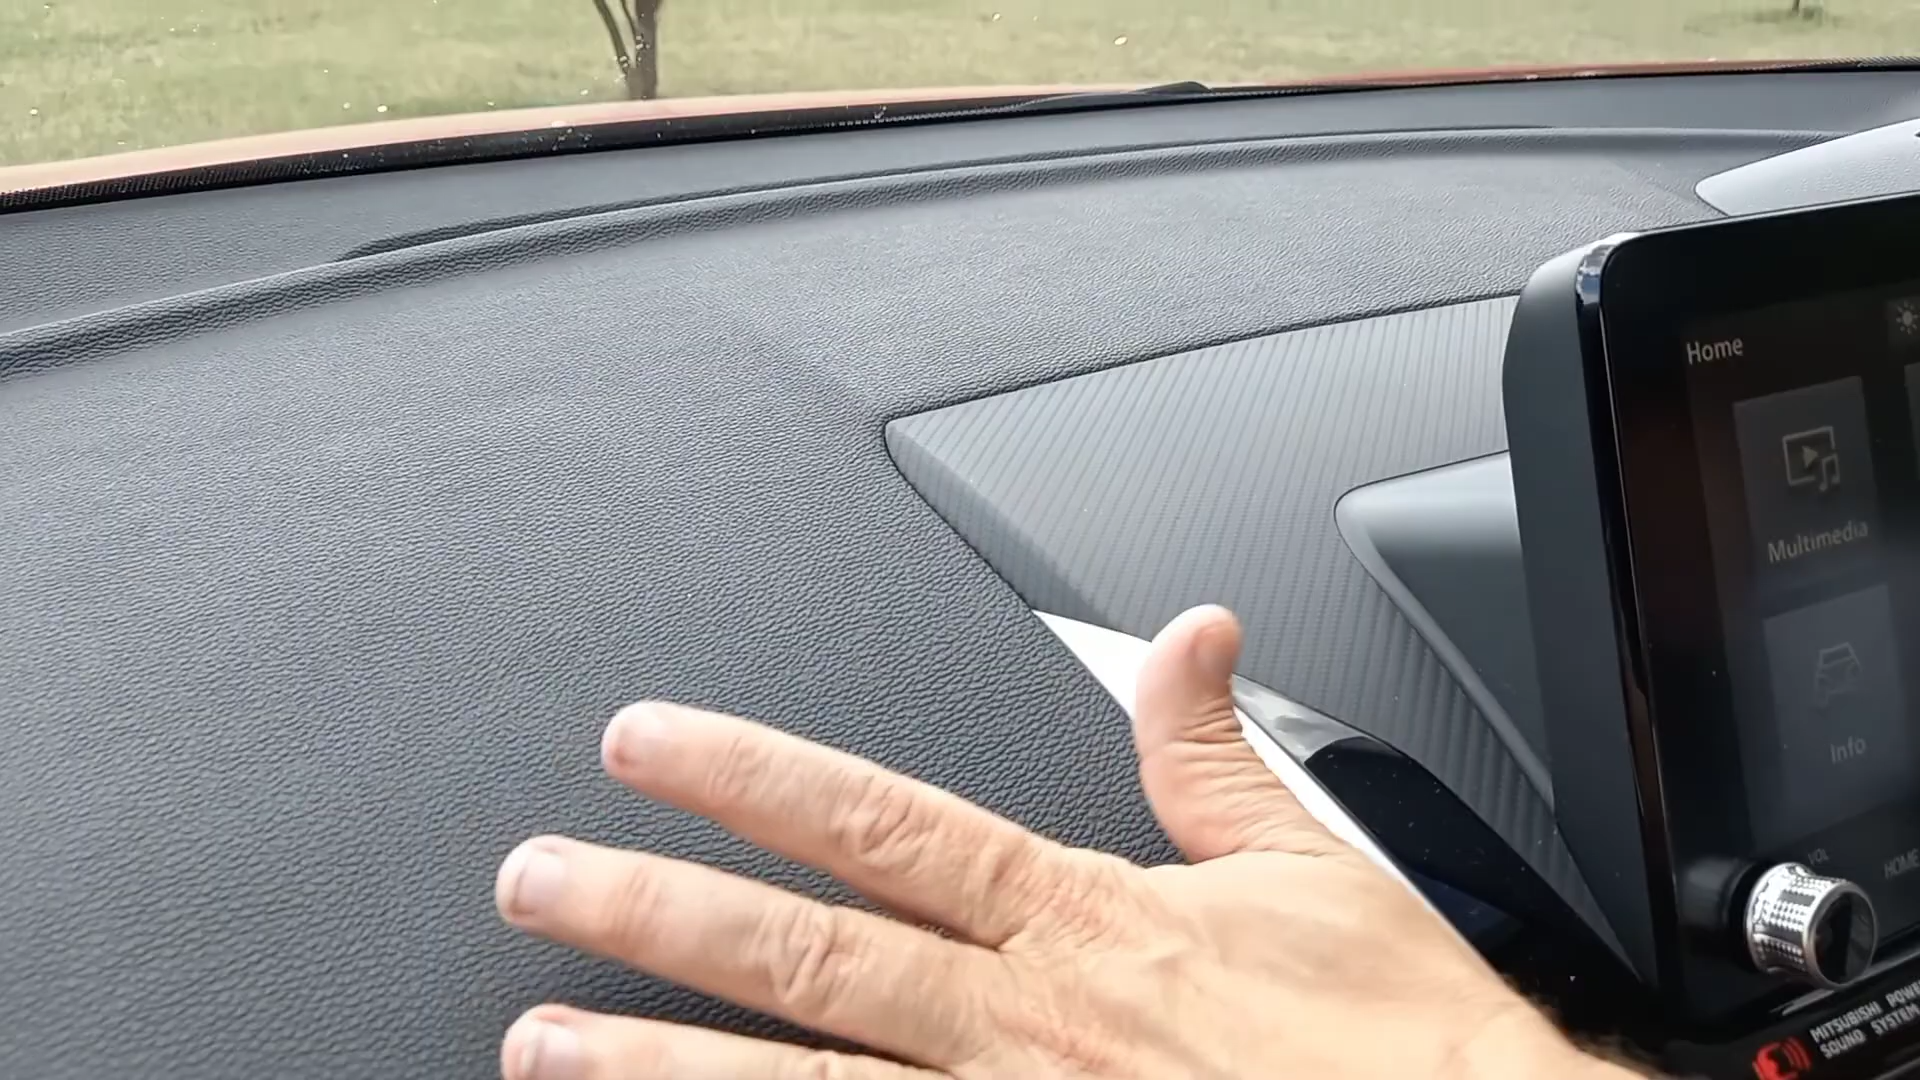 Home
Multimedia
Info
VOL
HOME
MITSUBISHI POWER
SOUND SYSTEM